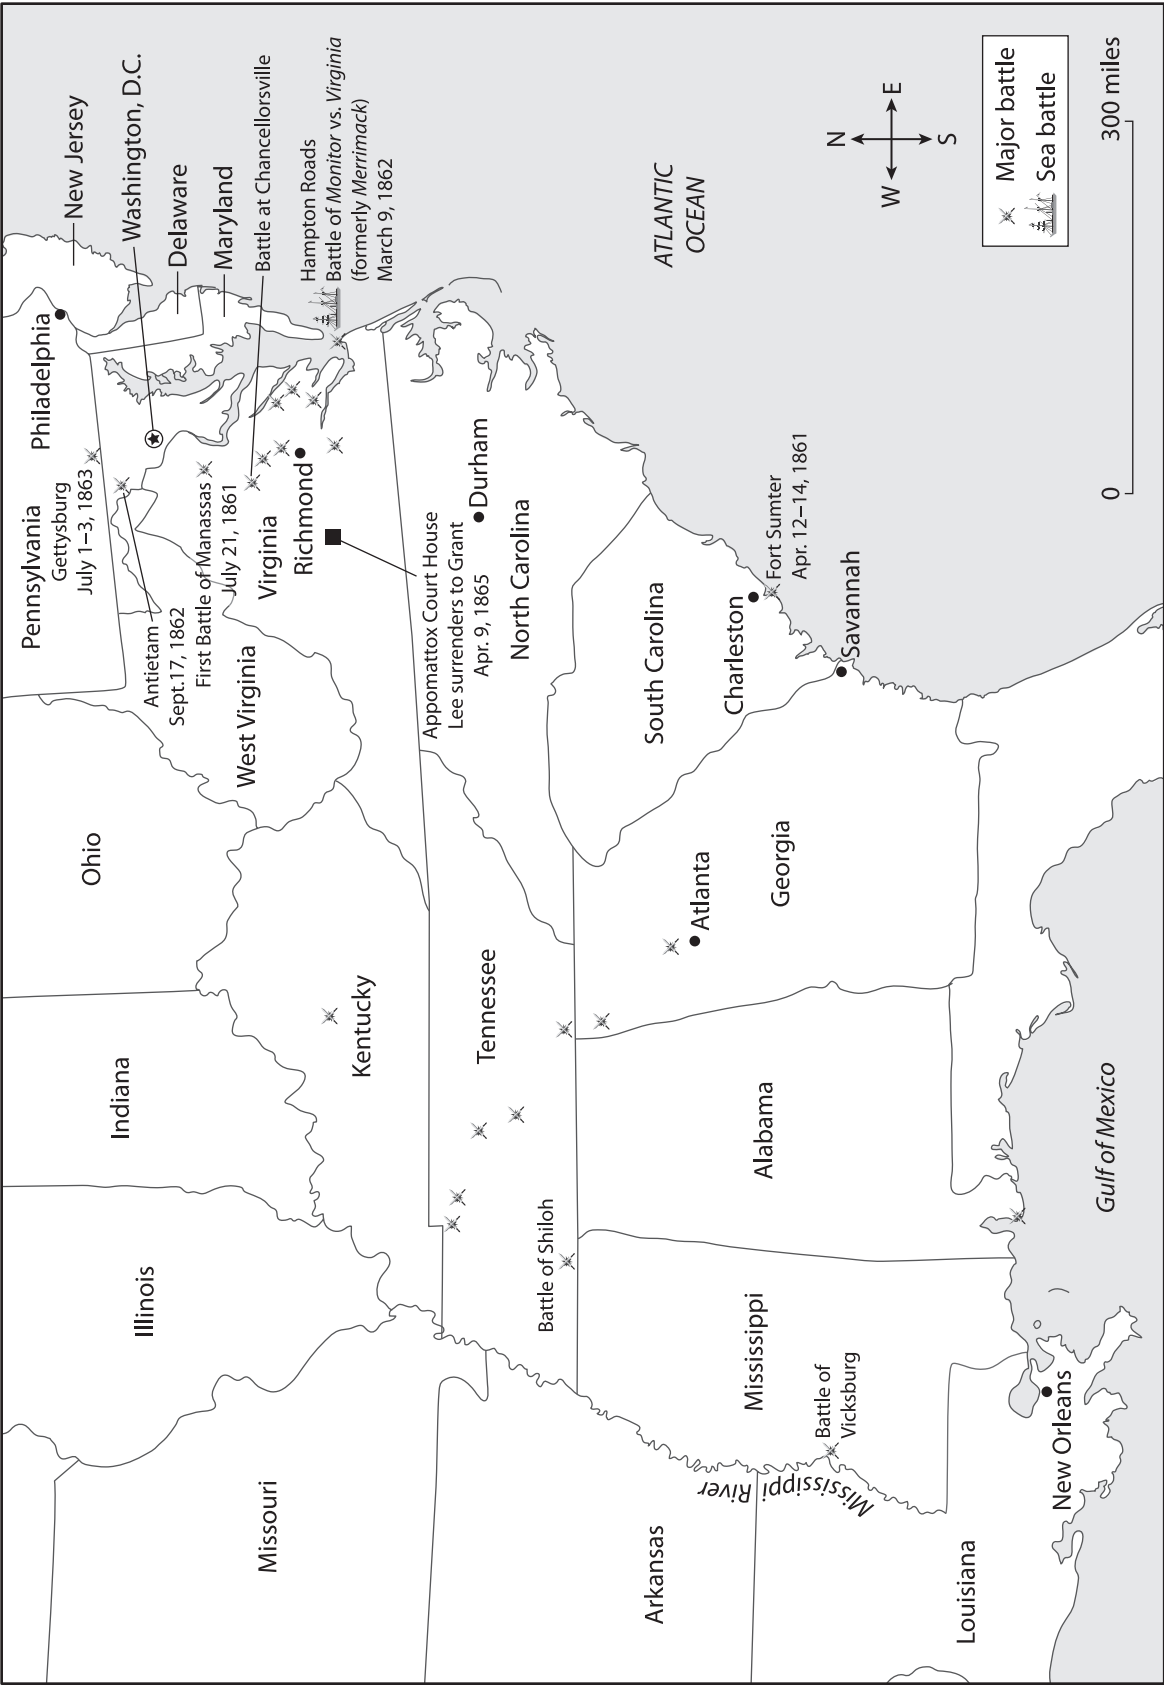 Missouri
Illinois
Indiana
Ohio
Pennsylvania
Gettysburg
July 1–3, 1863
Philadelphia
New Jersey
Washington, D.C.
Delaware
Maryland
Battle at Chancellorsville
Hampton Roads
Battle of Monitor vs. Virginia
(formerly Merrimack)
March 9, 1862
Antietam
Sept.17, 1862
First Battle of Manassas
July 21, 1861
West Virginia
Virginia
Richmond
Appomattox Court House
Lee surrenders to Grant
Apr. 9, 1865
Kentucky
Tennessee
Battle of Shiloh
Durham
North Carolina
South Carolina
Charleston
Fort Sumter
Apr. 12–14, 1861
Savannah
Atlanta
Georgia
Alabama
Mississippi
Battle of
Vicksburg
Mississippi River
Arkansas
Louisiana
New Orleans
Gulf of Mexico
ATLANTIC
OCEAN
N
W
E
S
Major battle
Sea battle
0
300 miles